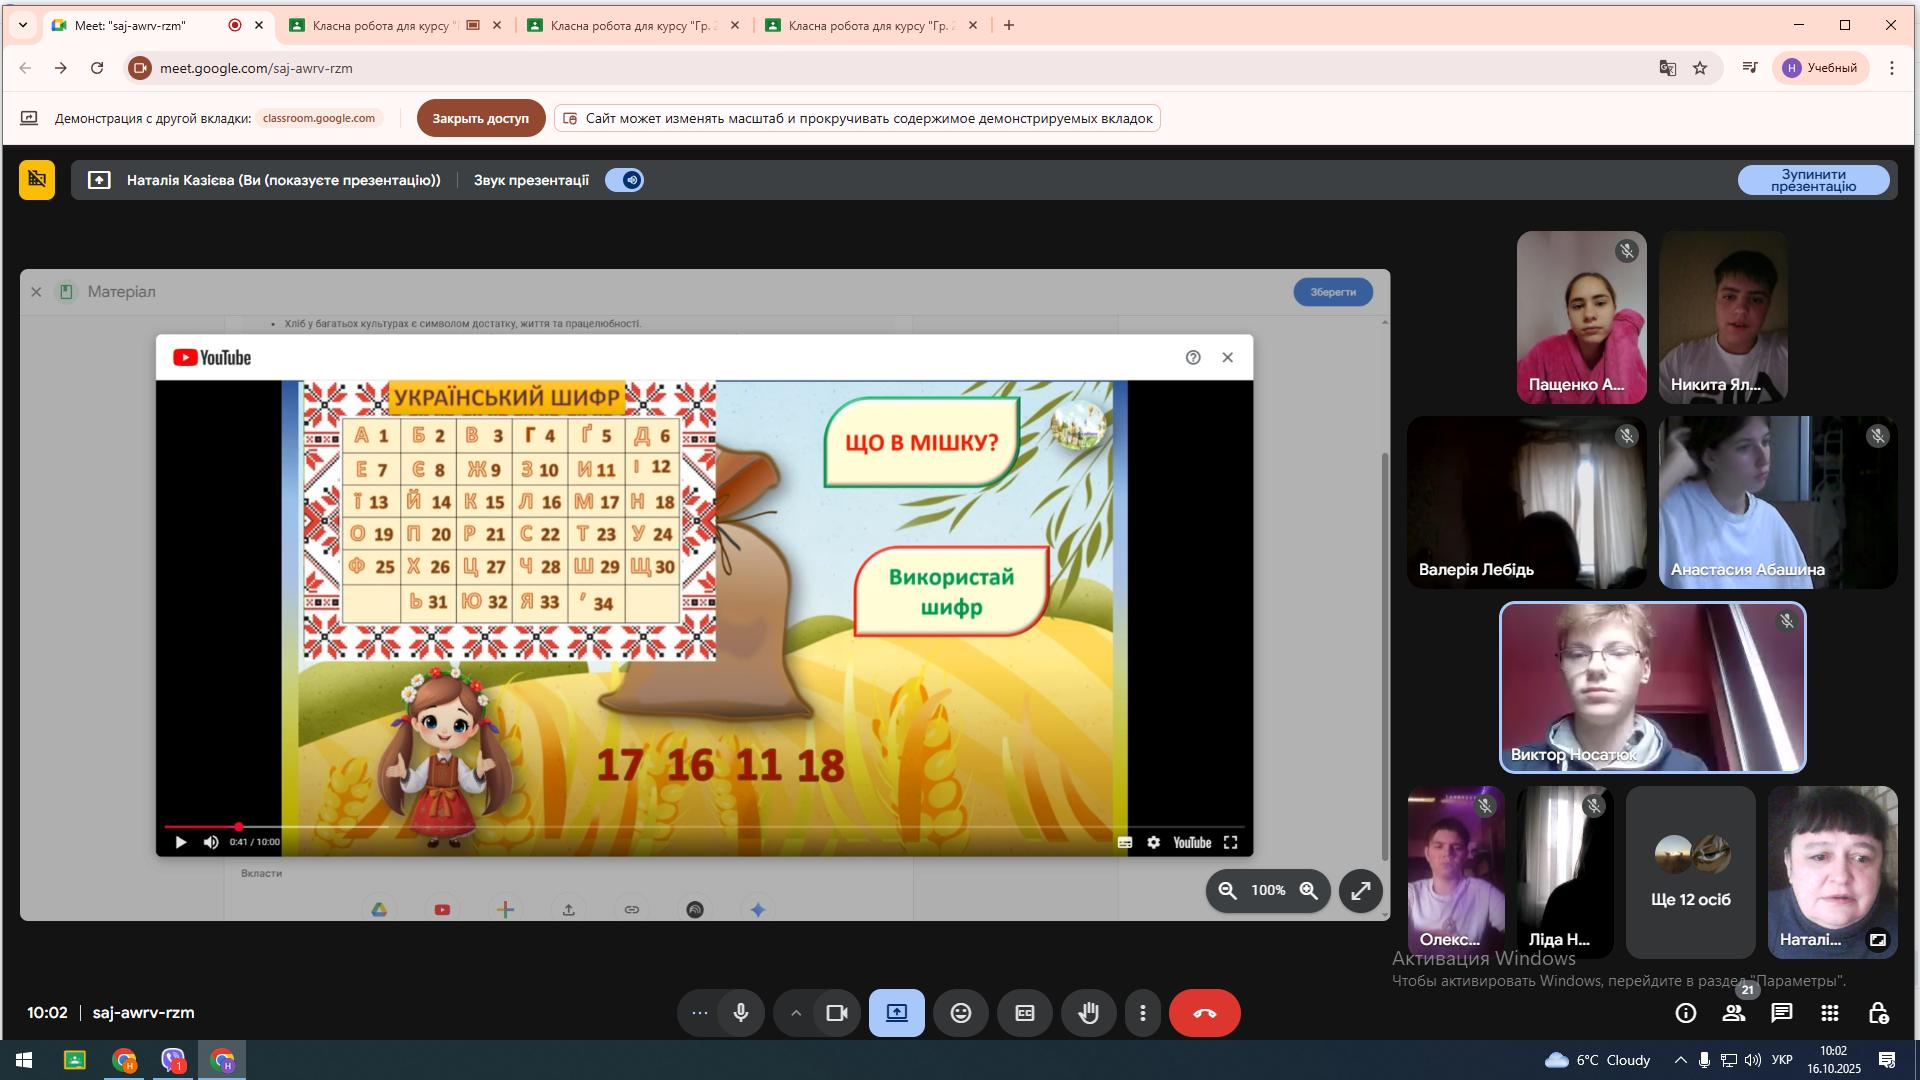 Meet: "saj-awrv-rzm"
Класна робота для курсу "
Класна робота для курсу "Гр. 2
Класна робота для курсу "Гр. 2
meet.google.com/saj-awrv-rzm
Н Учебный
Демонстрация с другой вкладки: classroom.google.com
Закрыть доступ
Сайт может изменять масштаб и прокручивать содержимое демонстрируемых вкладок
Наталія Казієва (Ви (показуєте презентацію))
Звук презентації
Зупинити
презентацію
Матеріал
Зберегти
Хліб у багатьох культурах є символом достатку, життя та працелюбності.
YouTube
УКРАЇНСЬКИЙ ШИФР
А 1 Б 2 В 3 Г 4 Ґ 5 Д 6
Е 7 Є 8 Ж 9 З 10 И 11 І 12
Ї 13 Й 14 К 15 Л 16 М 17 Н 18
О 19 П 20 Р 21 С 22 Т 23 У 24
Ф 25 Х 26 Ц 27 Ч 28 Ш 29 Щ 30
Ь 31 Ю 32 Я 33 ’ 34
ЩО В МІШКУ?
Використай
шифр
17 16 11 18
0:41 / 10:00
YouTube
Вкласти
100%
Пащенко А...
Никита Ял...
Валерія Лебідь
Анастасия Абашина
Виктор Носатюк
Олекс...
Ліда Н...
Ще 12 осіб
Наталі...
Активация Windows
Чтобы активировать Windows, перейдите в раздел "Параметры".
10:02 | saj-awrv-rzm
21
6°C Cloudy
УКР
10:02
16.10.2025